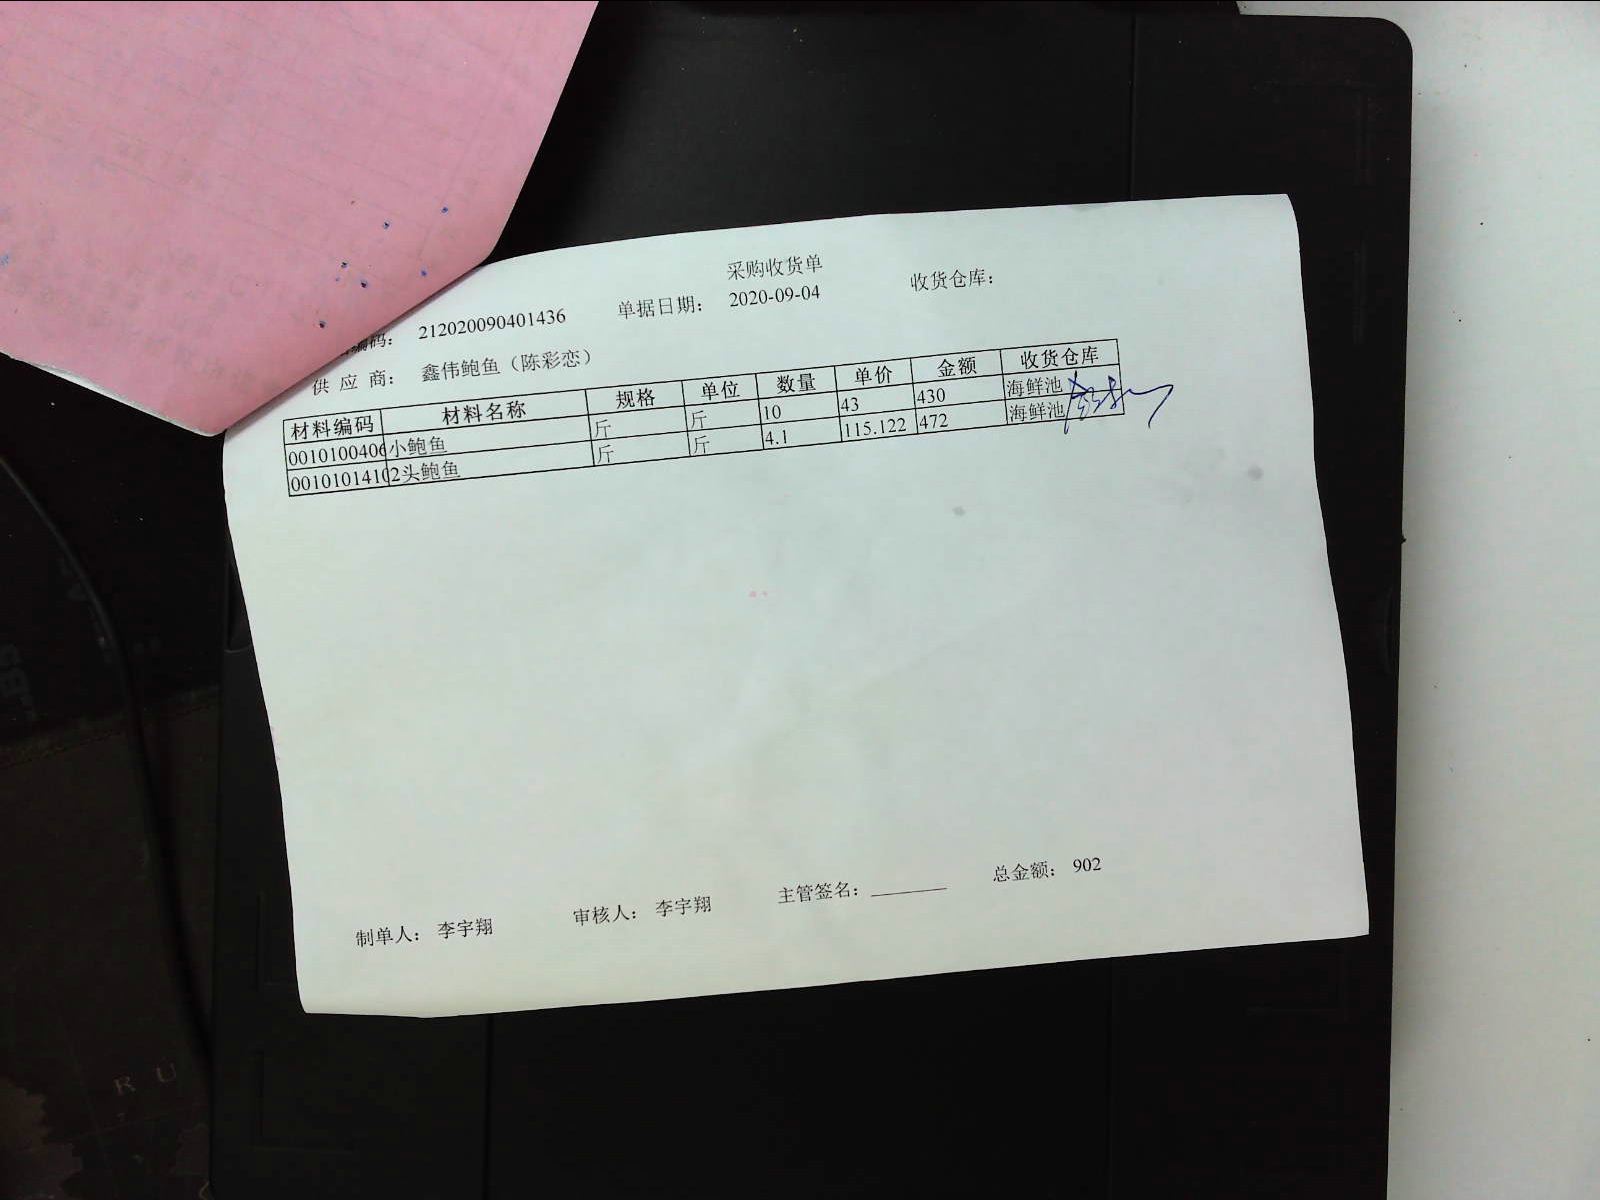 采购收货单
编码： 212020090401436 单据日期： 2020-09-04 收货仓库：
供 应 商： 鑫伟鲍鱼（陈彩恋）
材料编码 材料名称 规格 单位 数量 单价 金额 收货仓库
0010100406 小鲍鱼 斤 斤 10 43 430 海鲜池
0010101410 2头鲍鱼 斤 斤 4.1 115.122 472 海鲜池
制单人： 李宇翔 审核人： 李宇翔 主管签名：________ 总金额： 902
R U